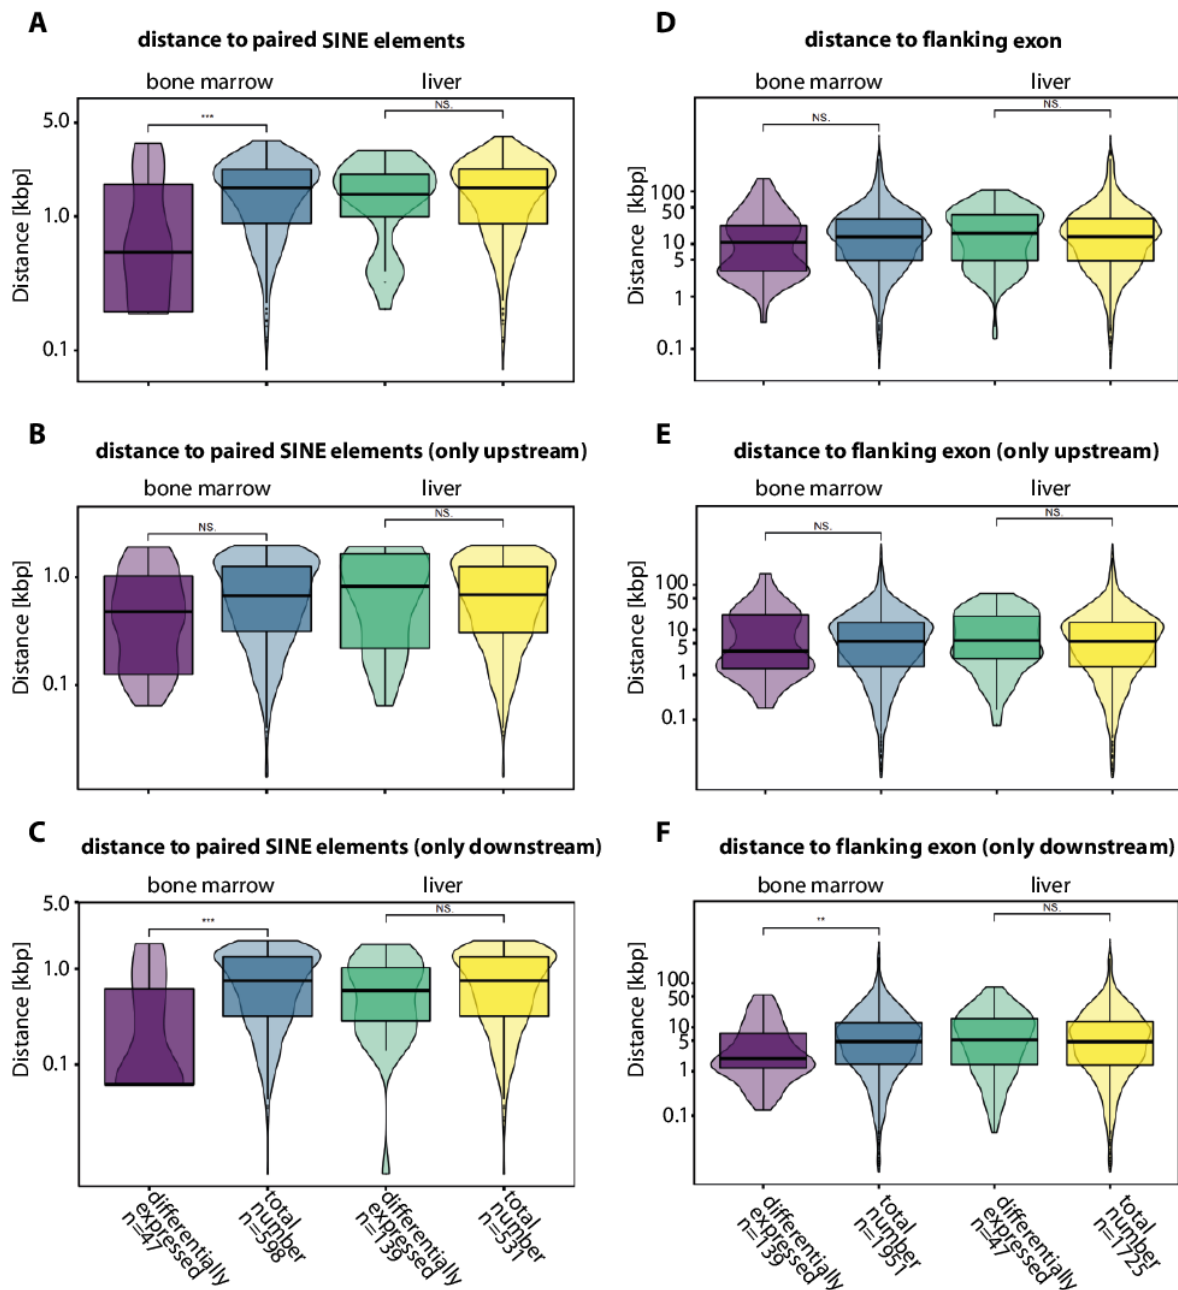 A
distance to paired SINE elements
bone marrow
liver
***
NS.
Distance [kbp]
5.0
1.0
0.1
B
distance to paired SINE elements (only upstream)
bone marrow
liver
NS.
NS.
Distance [kbp]
1.0
0.1
C
distance to paired SINE elements (only downstream)
bone marrow
liver
***
NS.
Distance [kbp]
5.0
1.0
0.1
differentially
expressed
n=47
total
number
n=598
differentially
expressed
n=139
total
number
n=531
D
distance to flanking exon
bone marrow
liver
NS.
NS.
Distance [kbp]
100
50
10
5
1
0.1
E
distance to flanking exon (only upstream)
bone marrow
liver
NS.
NS.
Distance [kbp]
100
50
10
5
1
0.1
F
distance to flanking exon (only downstream)
bone marrow
liver
**
NS.
Distance [kbp]
100
50
10
5
1
0.1
differentially
expressed
n=139
total
number
n=1951
differentially
expressed
n=47
total
number
n=1725